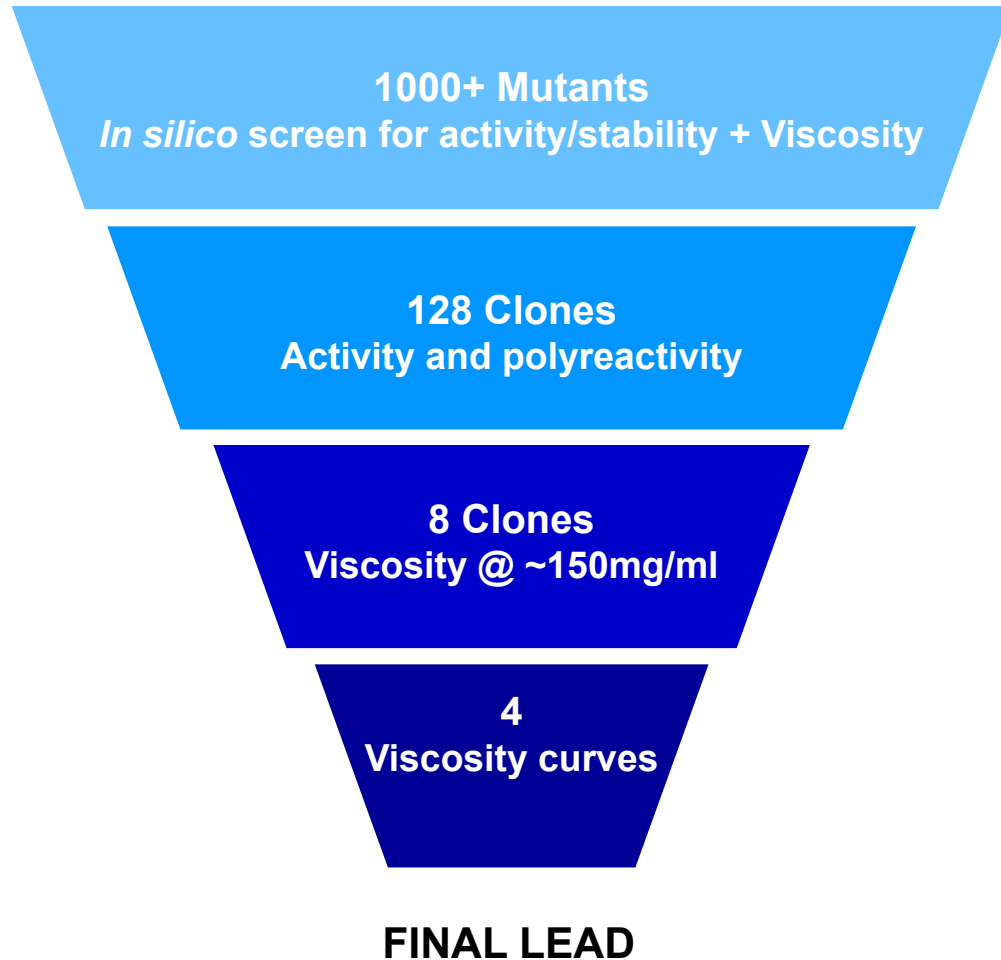 1000+ Mutants
In silico screen for activity/stability + Viscosity
128 Clones
Activity and polyreactivity
8 Clones
Viscosity @ ~150mg/ml
4
Viscosity curves
FINAL LEAD